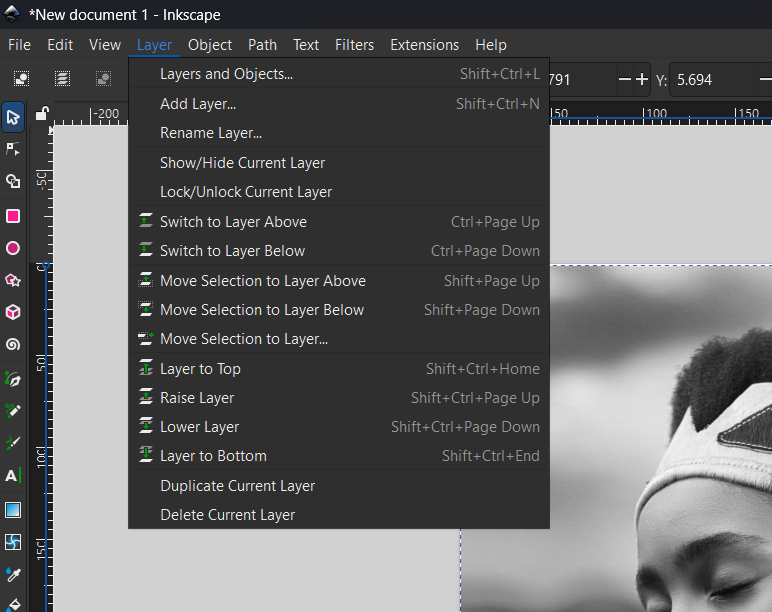 *New document 1 - Inkscape
File Edit View Layer Object Path Text Filters Extensions Help
Layers and Objects... Shift+Ctrl+L
791 Y: 5.694
Add Layer... Shift+Ctrl+N
-200 50 100 150
Rename Layer...
Show/Hide Current Layer
-50
Lock/Unlock Current Layer
Switch to Layer Above Ctrl+Page Up
Switch to Layer Below Ctrl+Page Down
0
Move Selection to Layer Above Shift+Page Up
Move Selection to Layer Below Shift+Page Down
Move Selection to Layer...
50
Layer to Top Shift+Ctrl+Home
Raise Layer Shift+Ctrl+Page Up
Lower Layer Shift+Ctrl+Page Down
100
Layer to Bottom Shift+Ctrl+End
A
Duplicate Current Layer
Delete Current Layer
150